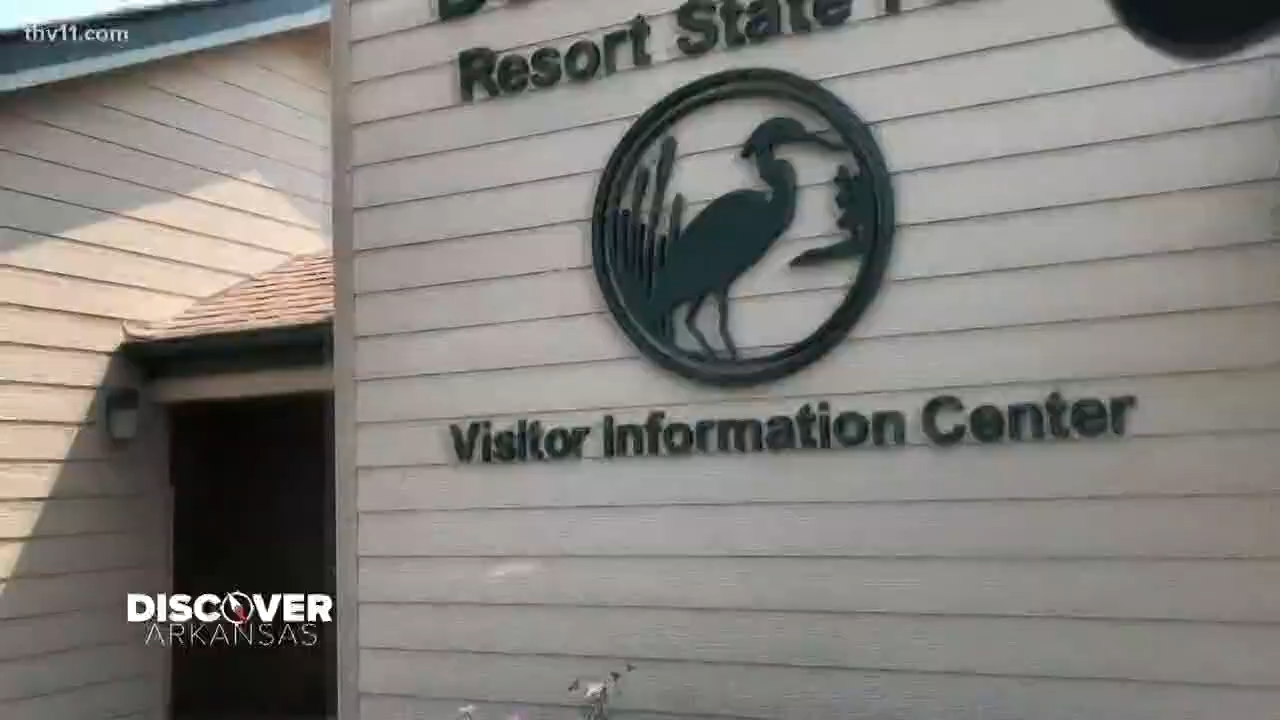 thv11.com
Resort State
Visitor Information Center
DISCOVER
ARKANSAS